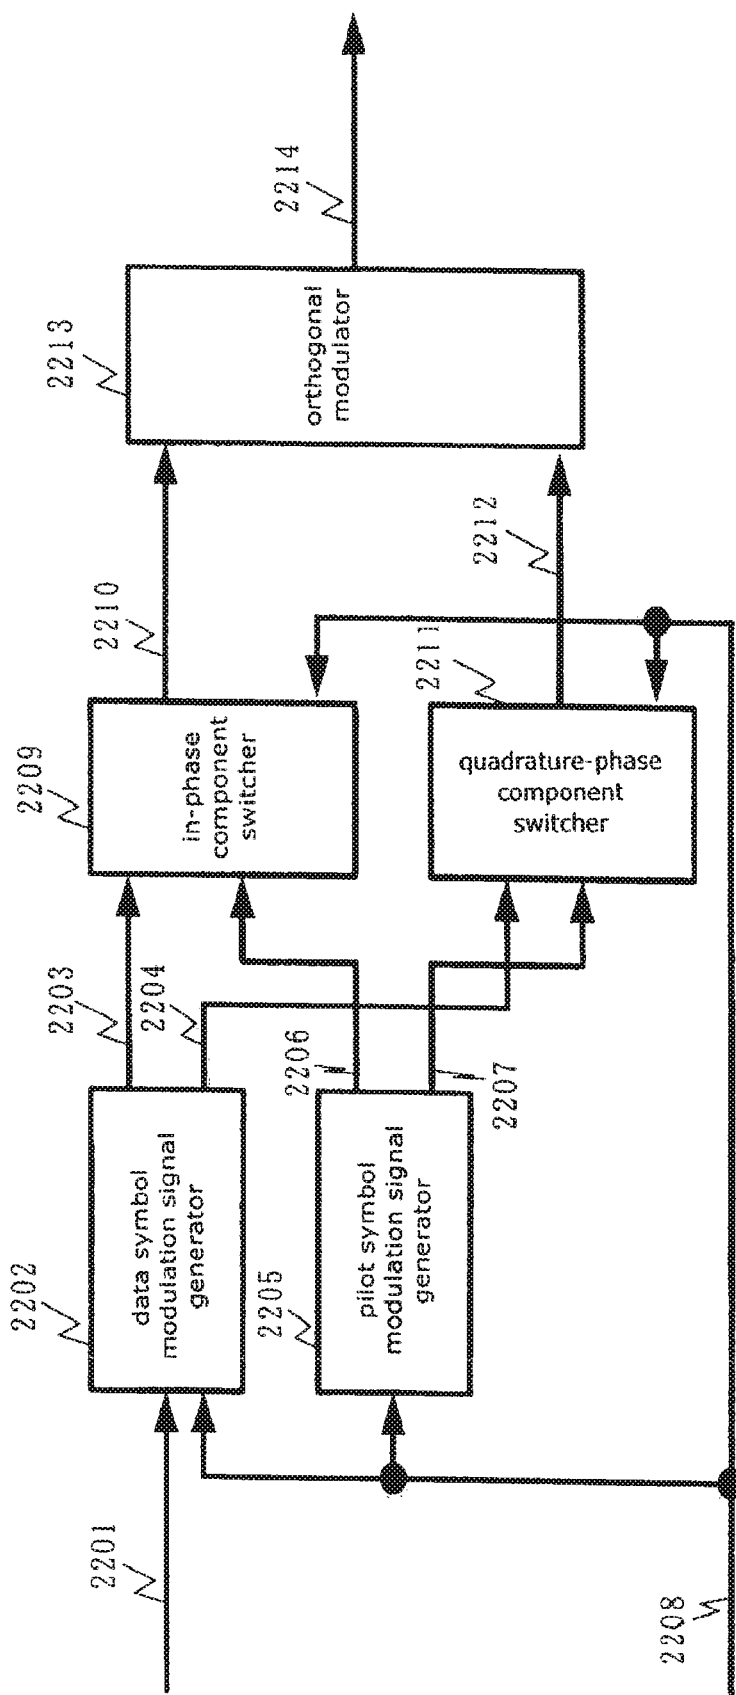 2201
2202
data symbol
modulation signal
generator
2203
2204
2205
pilot symbol
modulation signal
generator
2206
2207
2208
2209
in-phase
component
switcher
2210
2211
quadrature-phase
component
switcher
2212
2213
orthogonal
modulator
2214